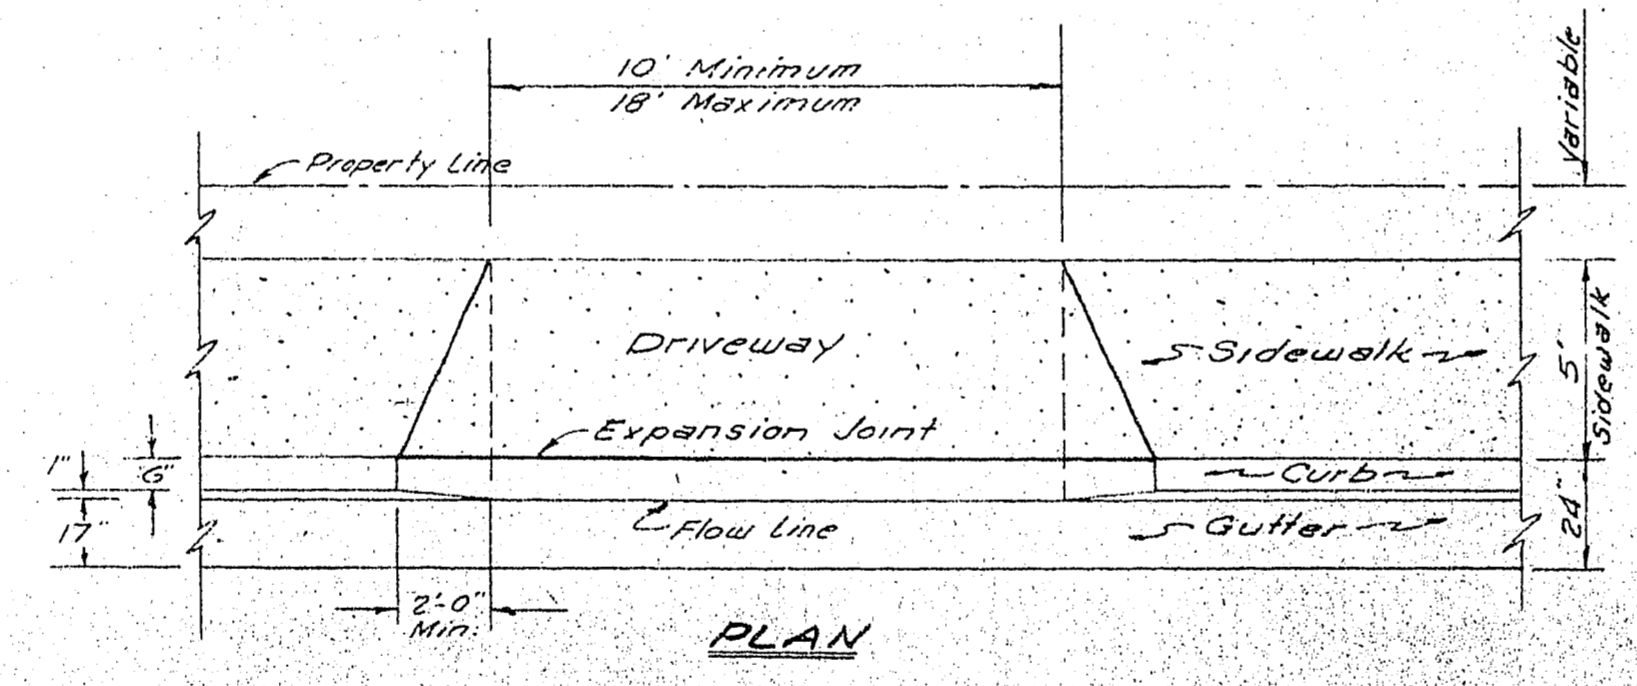 10' Minimum
18' Maximum
Variable
Property Line
Driveway
Sidewalk
5'
Sidewalk
Expansion Joint
1"
6"
Curb
17"
Flow Line
Gutter
24"
2'-0"
Min.
PLAN